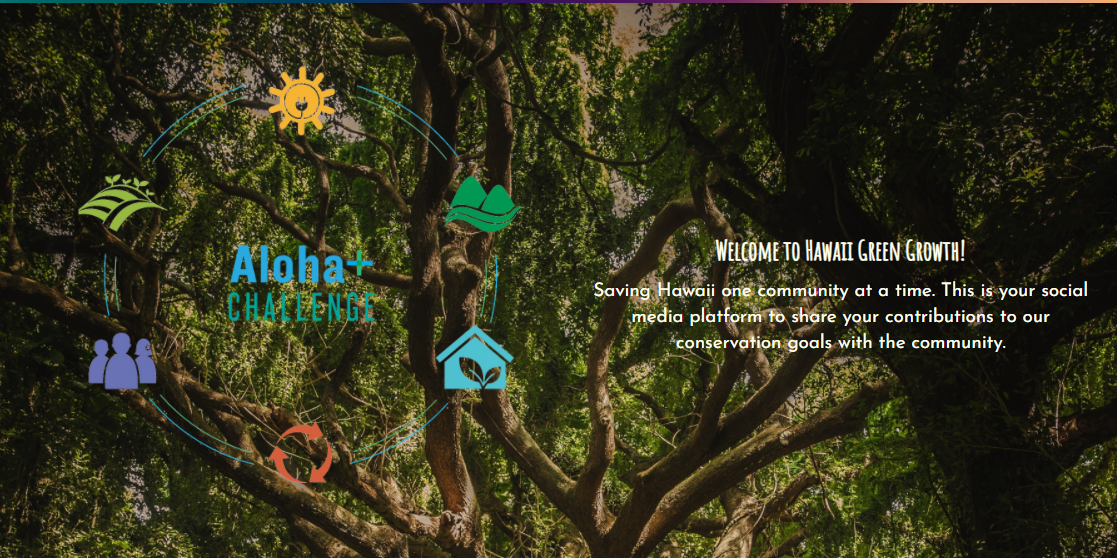 Aloha+
CHALLENGE
Welcome to Hawaii Green Growth!
Saving Hawaii one community at a time. This is your social
media platform to share your contributions to our
conservation goals with the community.